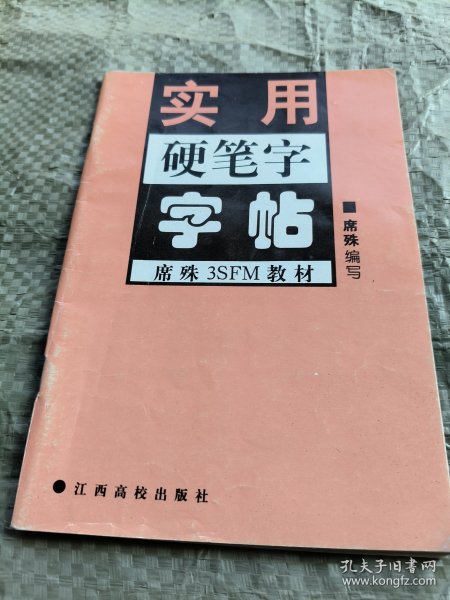 实用
硬笔字
字帖
席殊 3SFM 教材
■席殊编写
●江西高校出版社
孔夫子旧书网
www.kongfz.com